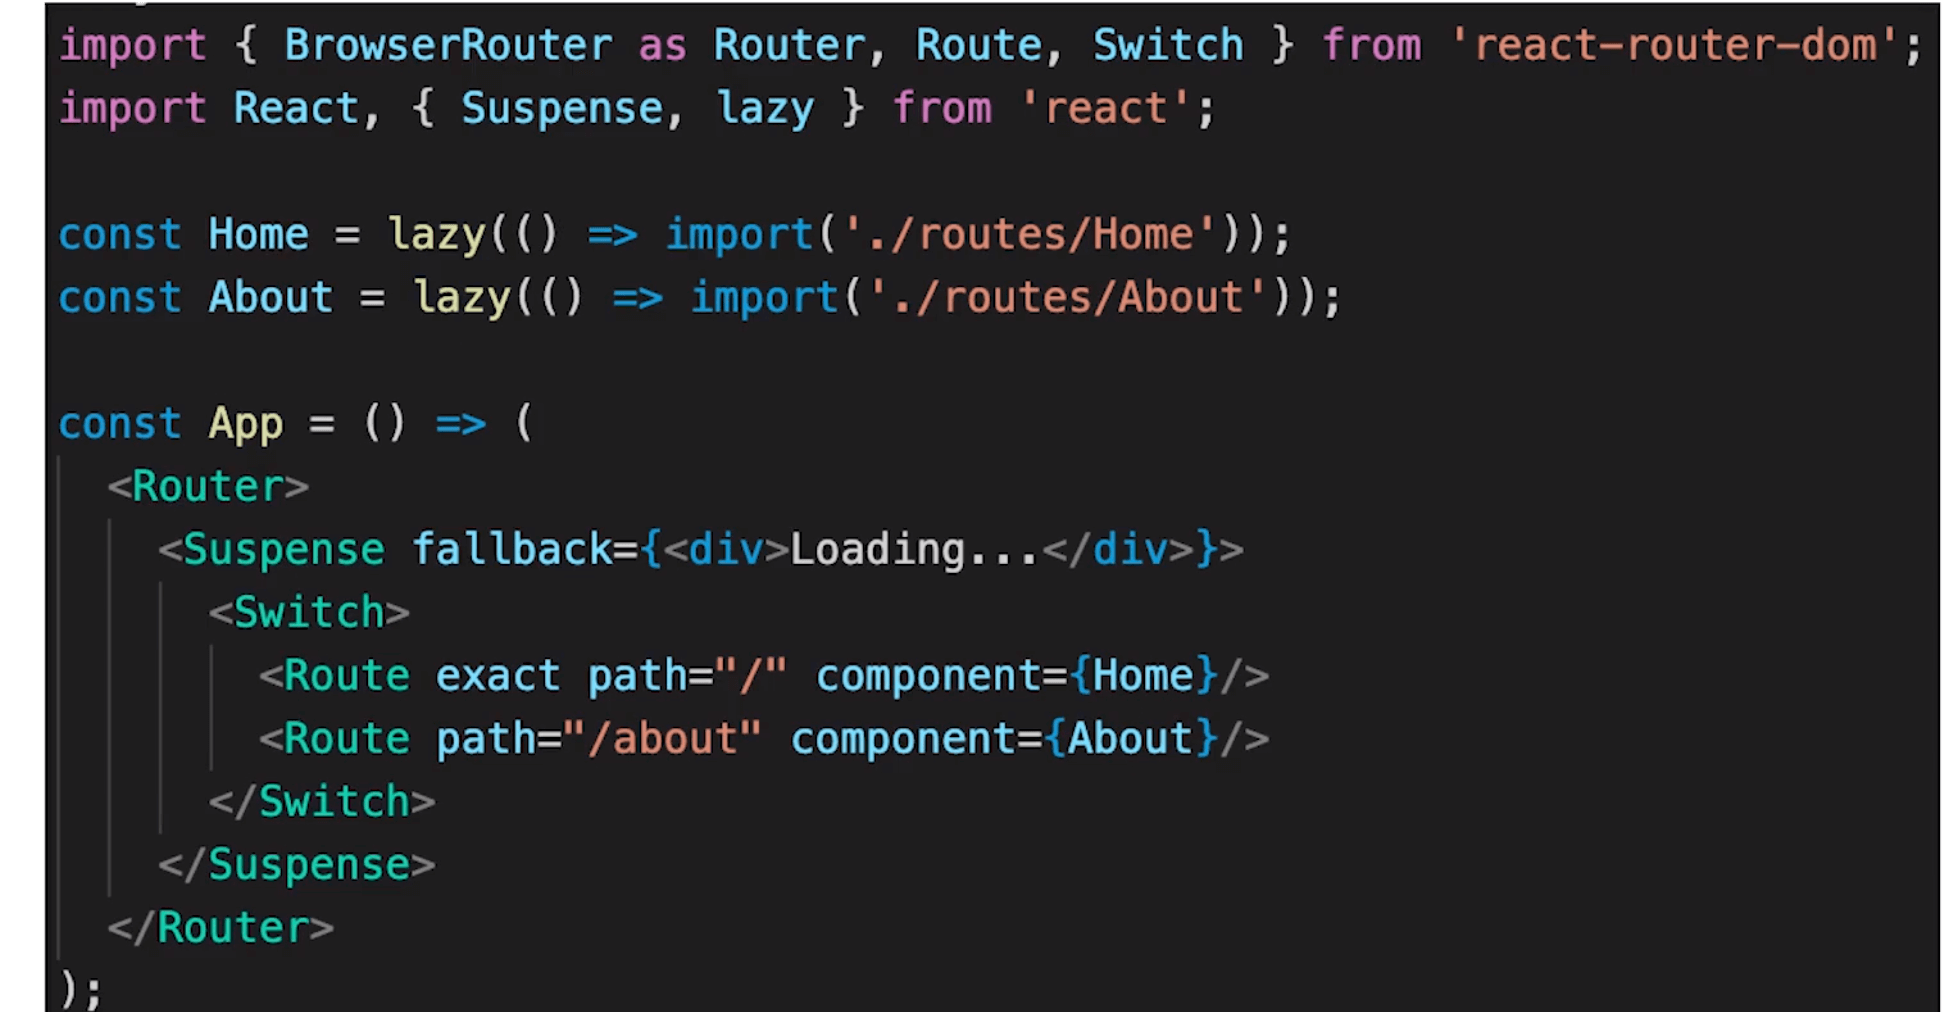 import { BrowserRouter as Router, Route, Switch } from 'react-router-dom';
import React, { Suspense, lazy } from 'react';

const Home = lazy(() => import('./routes/Home'));
const About = lazy(() => import('./routes/About'));

const App = () => (
  <Router>
    <Suspense fallback={<div>Loading...</div>}>
      <Switch>
        <Route exact path="/" component={Home}/>
        <Route path="/about" component={About}/>
      </Switch>
    </Suspense>
  </Router>
);